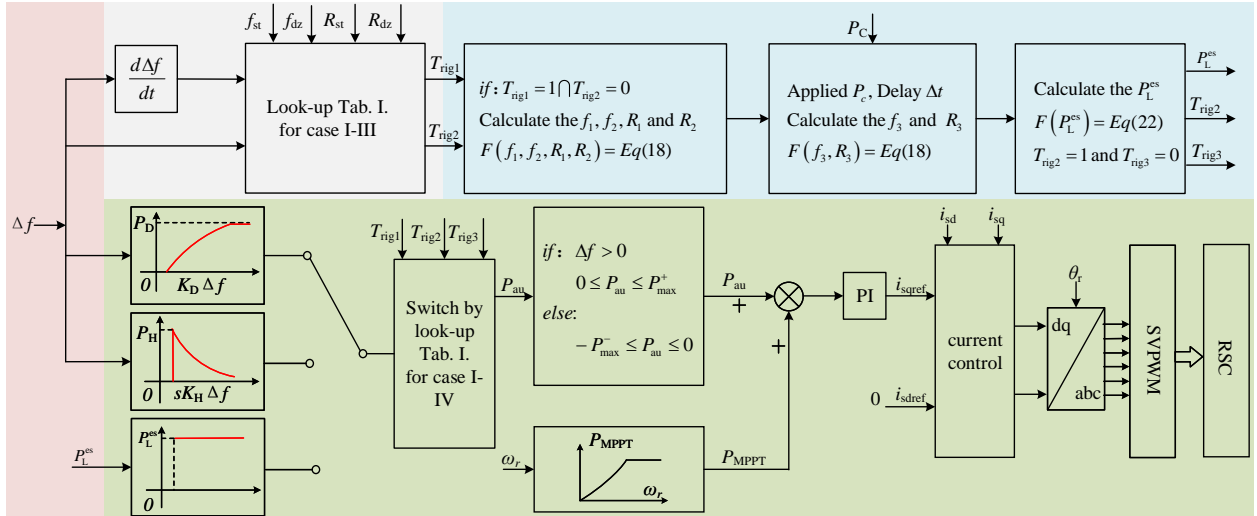 f_st f_dz R_st R_dz
dΔf/dt
Look-up Tab. I.
for case I-III
T_rig1
T_rig2
if: T_rig1 = 1 ⋂ T_rig2 = 0
Calculate the f_1, f_2, R_1 and R_2
F(f_1, f_2, R_1, R_2) = Eq(18)
P_C
Applied P_c, Delay Δt
Calculate the f_3 and R_3
F(f_3, R_3) = Eq(18)
Calculate the P_L^es
F(P_L^es) = Eq(22)
T_rig2 = 1 and T_rig3 = 0
P_L^es
T_rig2
T_rig3
Δf
P_D
0
K_D Δf
P_H
0
sK_H Δf
P_L^es
P_L^es
0
T_rig1 T_rig2 T_rig3
Switch by
look-up
Tab. I.
for case I-
IV
P_au
if: Δf > 0
0 ≤ P_au ≤ P_max^+
else:
− P_max^- ≤ P_au ≤ 0
P_au
+
+
ω_r
P_MPPT
ω_r
P_MPPT
PI
i_sqref
i_sd
i_sq
current
control
0
i_sdref
θ_r
dq
abc
SVPWM
RSC